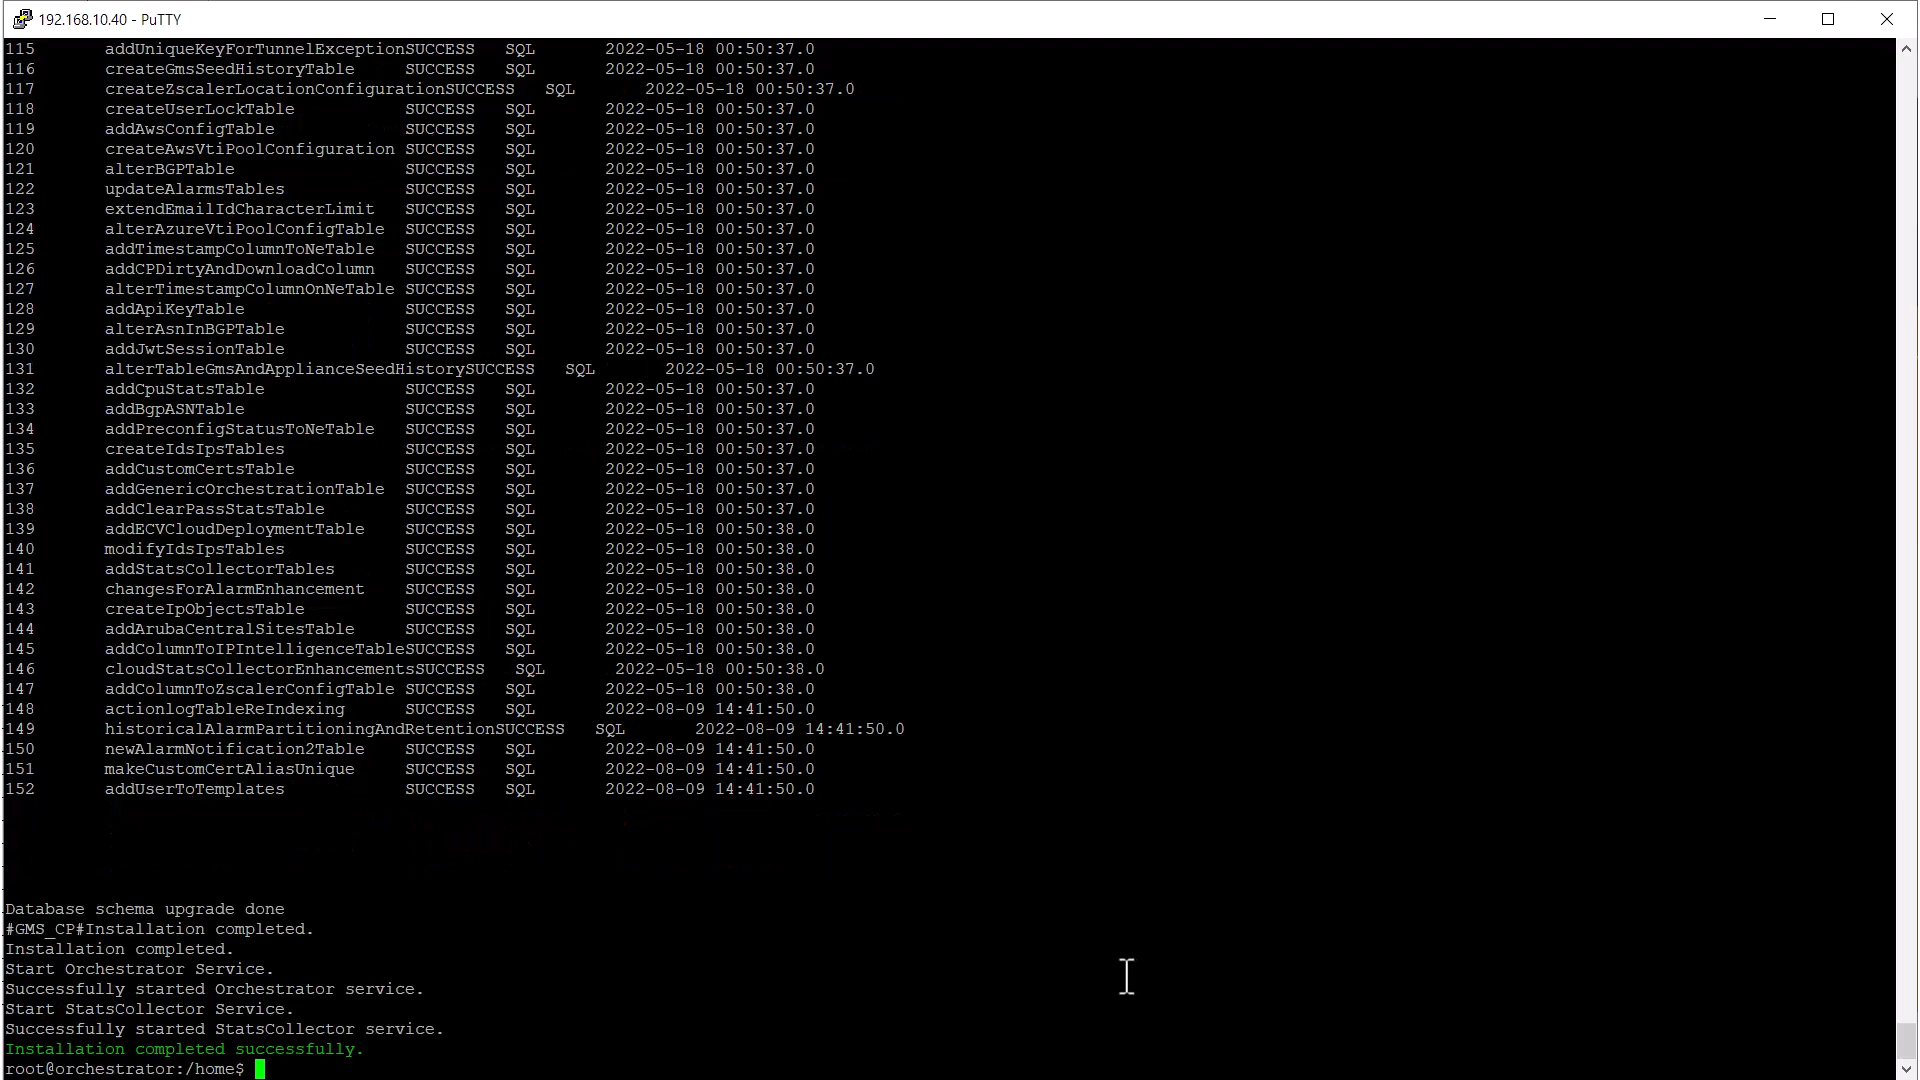 192.168.10.40 - PuTTY
115       addUniqueKeyForTunnelExceptionSUCCESS   SQL       2022-05-18 00:50:37.0
116       createGmsSeedHistoryTable     SUCCESS   SQL       2022-05-18 00:50:37.0
117       createZscalerLocationConfigurationSUCCESS   SQL       2022-05-18 00:50:37.0
118       createUserLockTable           SUCCESS   SQL       2022-05-18 00:50:37.0
119       addAwsConfigTable             SUCCESS   SQL       2022-05-18 00:50:37.0
120       createAwsVtiPoolConfiguration SUCCESS   SQL       2022-05-18 00:50:37.0
121       alterBGPTable                 SUCCESS   SQL       2022-05-18 00:50:37.0
122       updateAlarmsTables            SUCCESS   SQL       2022-05-18 00:50:37.0
123       extendEmailIdCharacterLimit   SUCCESS   SQL       2022-05-18 00:50:37.0
124       alterAzureVtiPoolConfigTable  SUCCESS   SQL       2022-05-18 00:50:37.0
125       addTimestampColumnToNeTable   SUCCESS   SQL       2022-05-18 00:50:37.0
126       addCPDirtyAndDownloadColumn   SUCCESS   SQL       2022-05-18 00:50:37.0
127       alterTimestampColumnOnNeTable SUCCESS   SQL       2022-05-18 00:50:37.0
128       addApiKeyTable                SUCCESS   SQL       2022-05-18 00:50:37.0
129       alterAsnInBGPTable            SUCCESS   SQL       2022-05-18 00:50:37.0
130       addJwtSessionTable            SUCCESS   SQL       2022-05-18 00:50:37.0
131       alterTableGmsAndApplianceSeedHistorySUCCESS   SQL       2022-05-18 00:50:37.0
132       addCpuStatsTable              SUCCESS   SQL       2022-05-18 00:50:37.0
133       addBgpASNTable                SUCCESS   SQL       2022-05-18 00:50:37.0
134       addPreconfigStatusToNeTable   SUCCESS   SQL       2022-05-18 00:50:37.0
135       createIdsIpsTables            SUCCESS   SQL       2022-05-18 00:50:37.0
136       addCustomCertsTable           SUCCESS   SQL       2022-05-18 00:50:37.0
137       addGenericOrchestrationTable  SUCCESS   SQL       2022-05-18 00:50:37.0
138       addClearPassStatsTable        SUCCESS   SQL       2022-05-18 00:50:37.0
139       addECVCloudDeploymentTable    SUCCESS   SQL       2022-05-18 00:50:38.0
140       modifyIdsIpsTables            SUCCESS   SQL       2022-05-18 00:50:38.0
141       addStatsCollectorTables       SUCCESS   SQL       2022-05-18 00:50:38.0
142       changesForAlarmEnhancement    SUCCESS   SQL       2022-05-18 00:50:38.0
143       createIpObjectsTable          SUCCESS   SQL       2022-05-18 00:50:38.0
144       addArubaCentralSitesTable     SUCCESS   SQL       2022-05-18 00:50:38.0
145       addColumnToIPIntelligenceTableSUCCESS   SQL       2022-05-18 00:50:38.0
146       cloudStatsCollectorEnhancementsSUCCESS   SQL       2022-05-18 00:50:38.0
147       addColumnToZscalerConfigTable SUCCESS   SQL       2022-05-18 00:50:38.0
148       actionlogTableReIndexing      SUCCESS   SQL       2022-08-09 14:41:50.0
149       historicalAlarmPartitioningAndRetentionSUCCESS   SQL       2022-08-09 14:41:50.0
150       newAlarmNotification2Table    SUCCESS   SQL       2022-08-09 14:41:50.0
151       makeCustomCertAliasUnique     SUCCESS   SQL       2022-08-09 14:41:50.0
152       addUserToTemplates            SUCCESS   SQL       2022-08-09 14:41:50.0
Database schema upgrade done
#GMS_CP#Installation completed.
Installation completed.
Start Orchestrator Service.
Successfully started Orchestrator service.
Start StatsCollector Service.
Successfully started StatsCollector service.
Installation completed successfully.
root@orchestrator:/home$